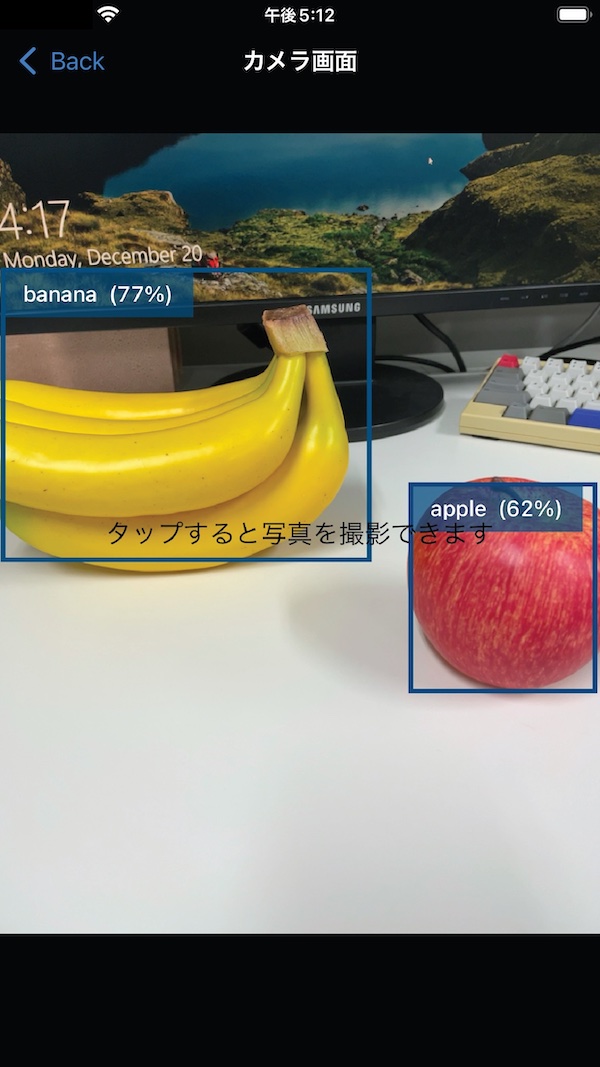 午後5:12
Back
カメラ画面
4:17
Monday, December 20
banana (77%)
SAMSUNG
apple (62%)
タップすると写真を撮影できます